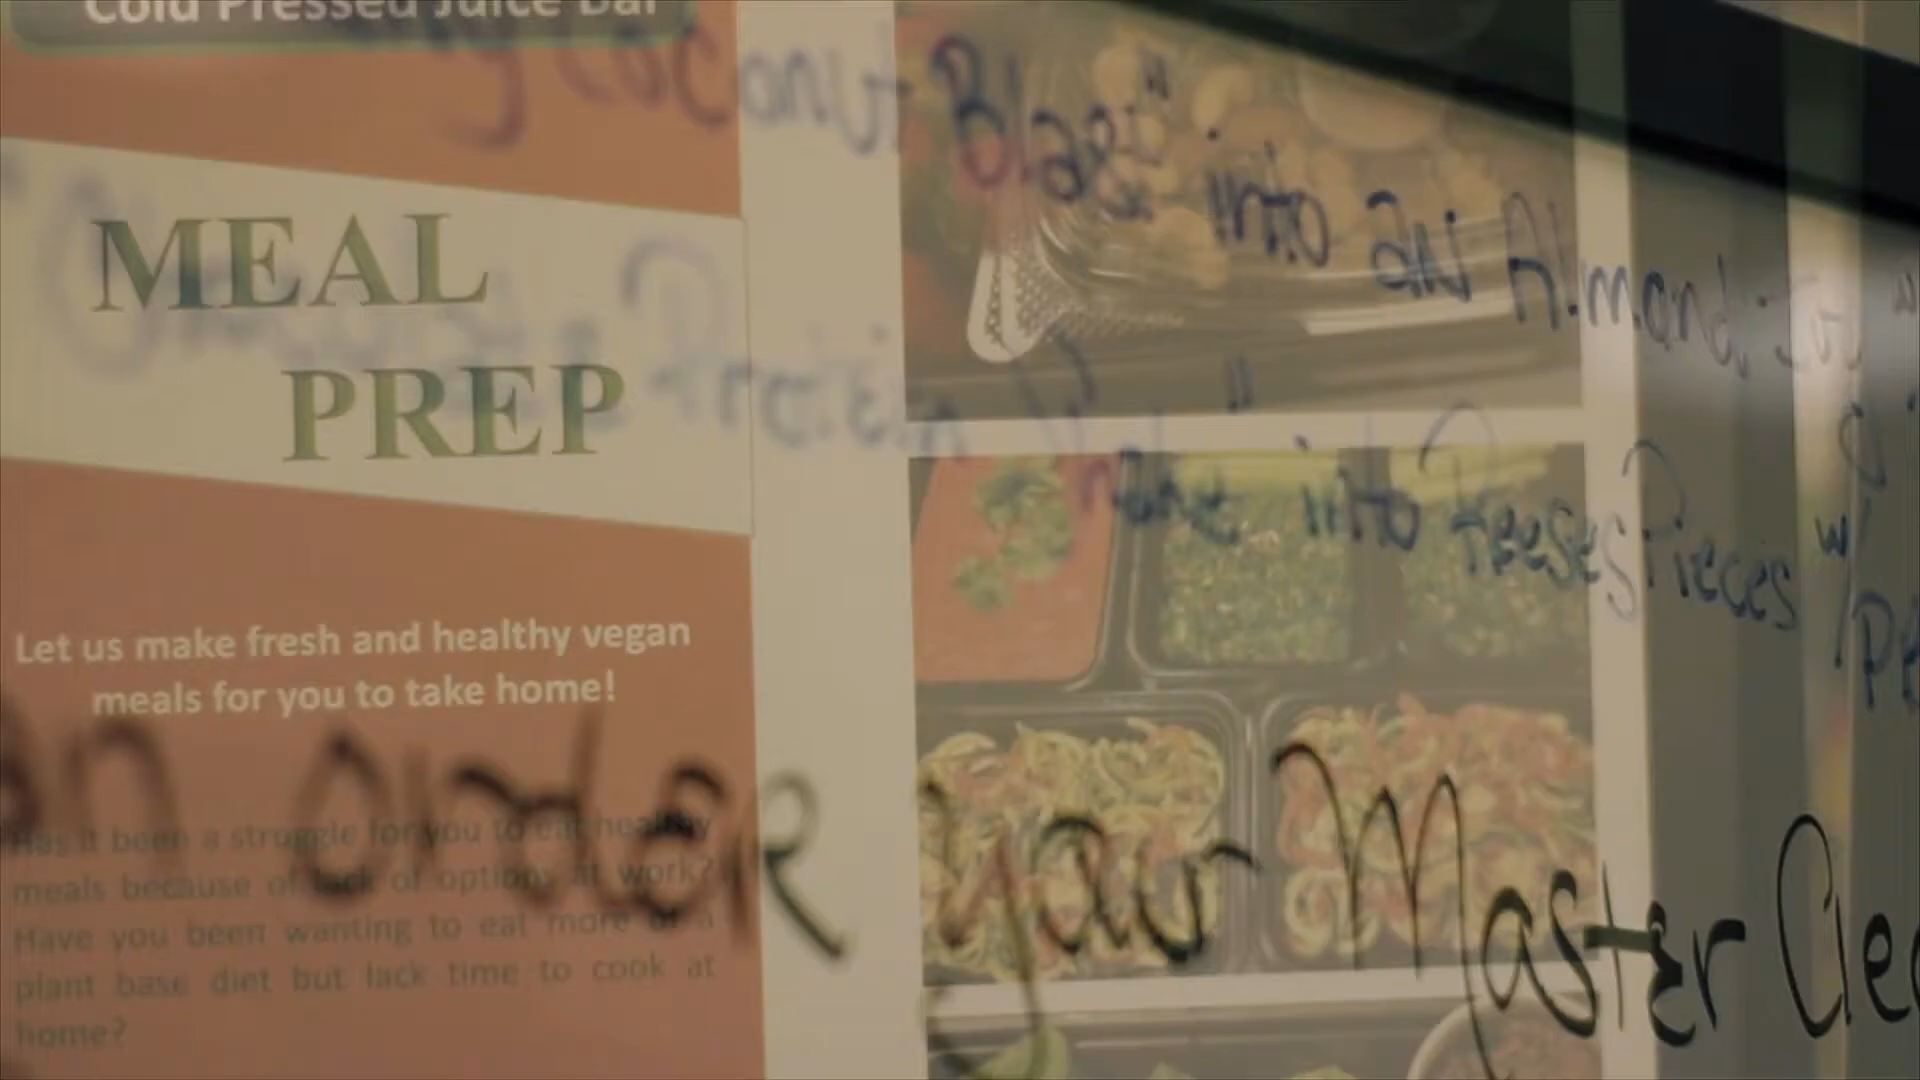 Cold Pressed Juice Bar
Coconut Blast" into an Almond
MEAL
PREP
Protein into Reeses Pieces w/
Let us make fresh and healthy vegan
meals for you to take home!
order your Master
Has it been a struggle for you to eat healthy
meals because of lack of options at work?
Have you been wanting to eat more of a
plant base diet but lack time to cook at
home?